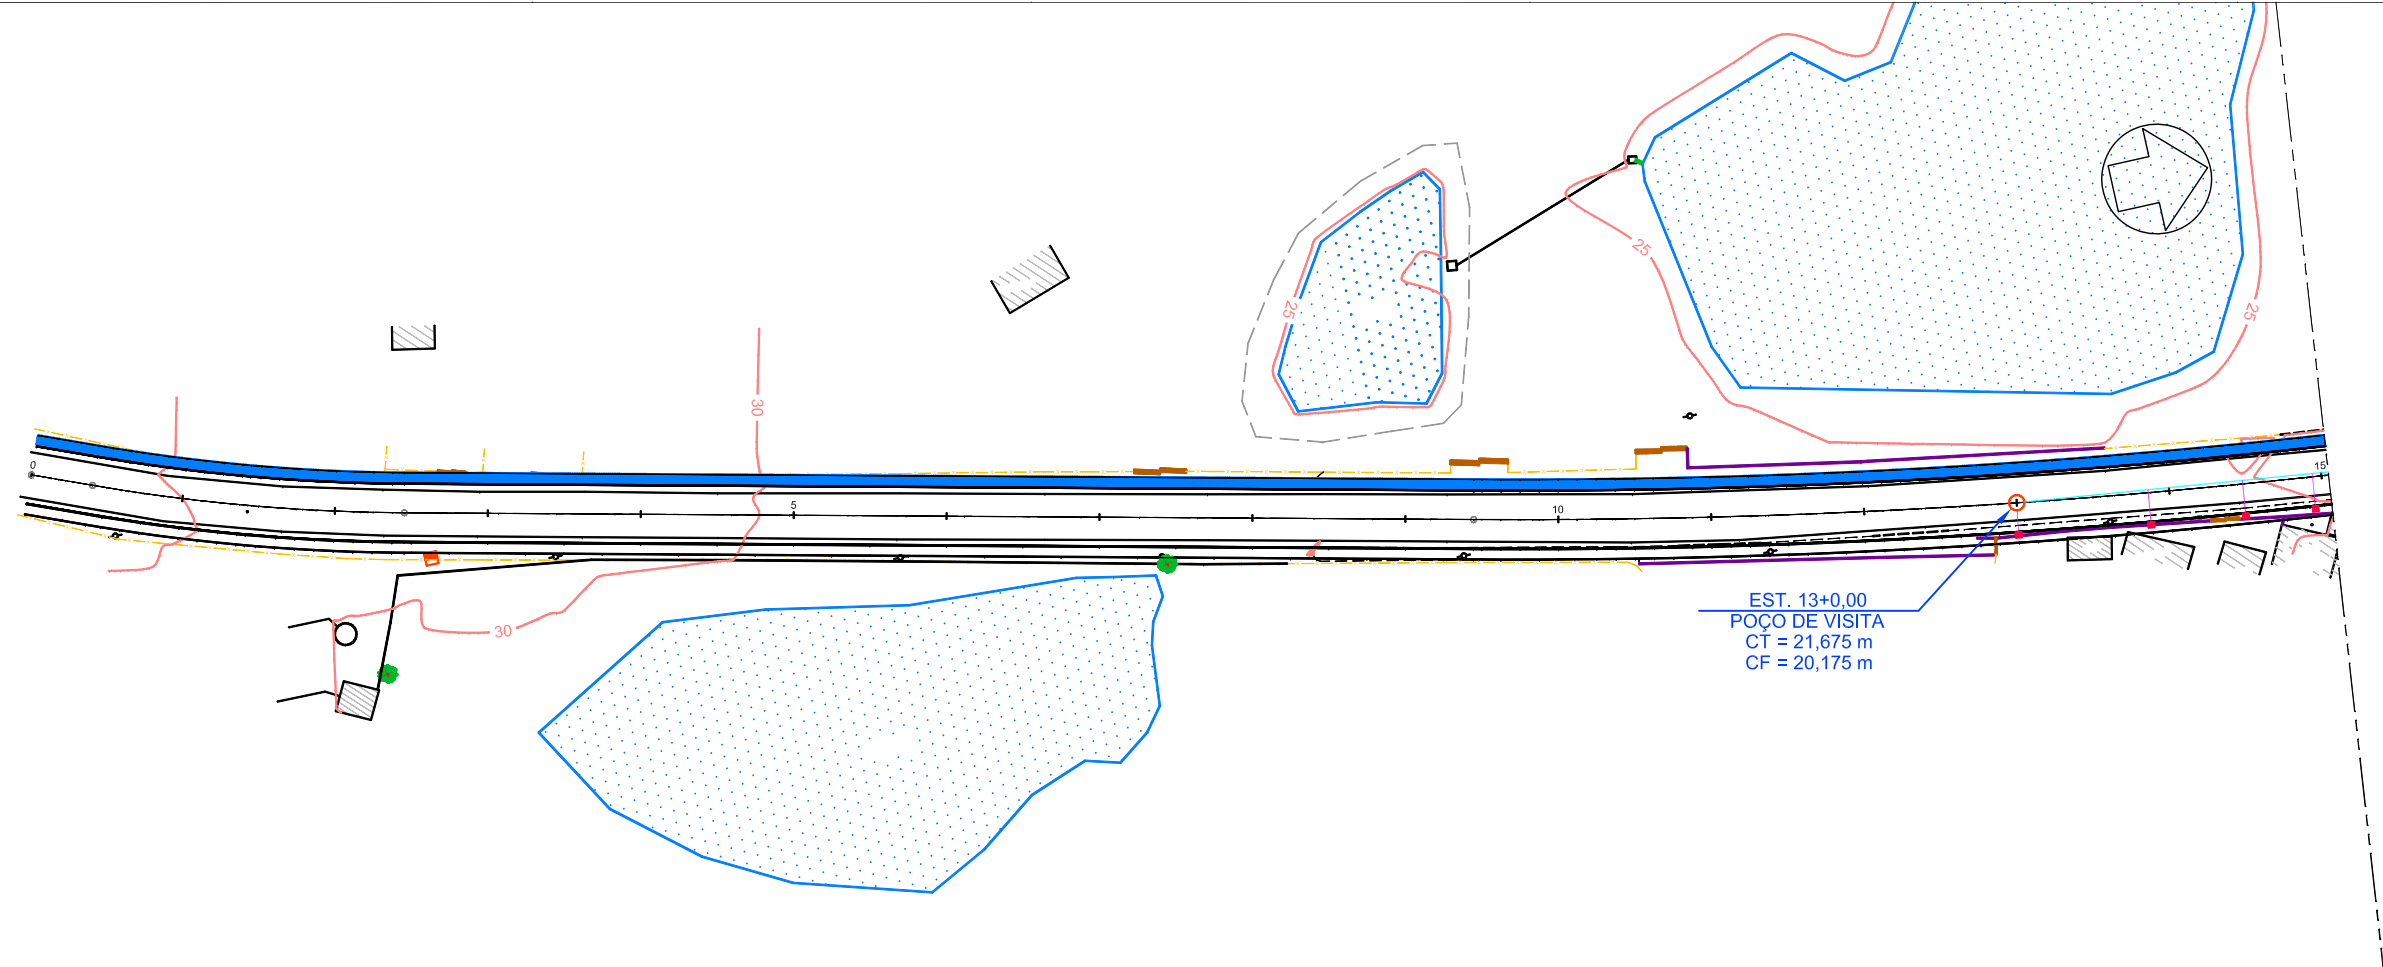 25
25
25
30
0
5
10
15
30
EST. 13+0,00
POÇO DE VISITA
CT = 21,675 m
CF = 20,175 m